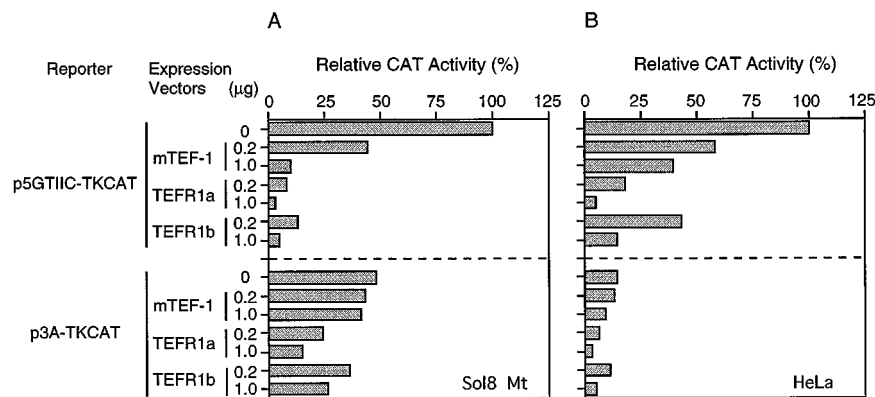 A
B
Reporter
Expression
Vectors (µg)
Relative CAT Activity (%)
0 25 50 75 100 125
Relative CAT Activity (%)
0 25 50 75 100 125
p5GTIIC-TKCAT
0
mTEF-1
0.2
1.0
TEFR1a
0.2
1.0
TEFR1b
0.2
1.0
p3A-TKCAT
0
mTEF-1
0.2
1.0
TEFR1a
0.2
1.0
TEFR1b
0.2
1.0
Sol8 Mt
HeLa